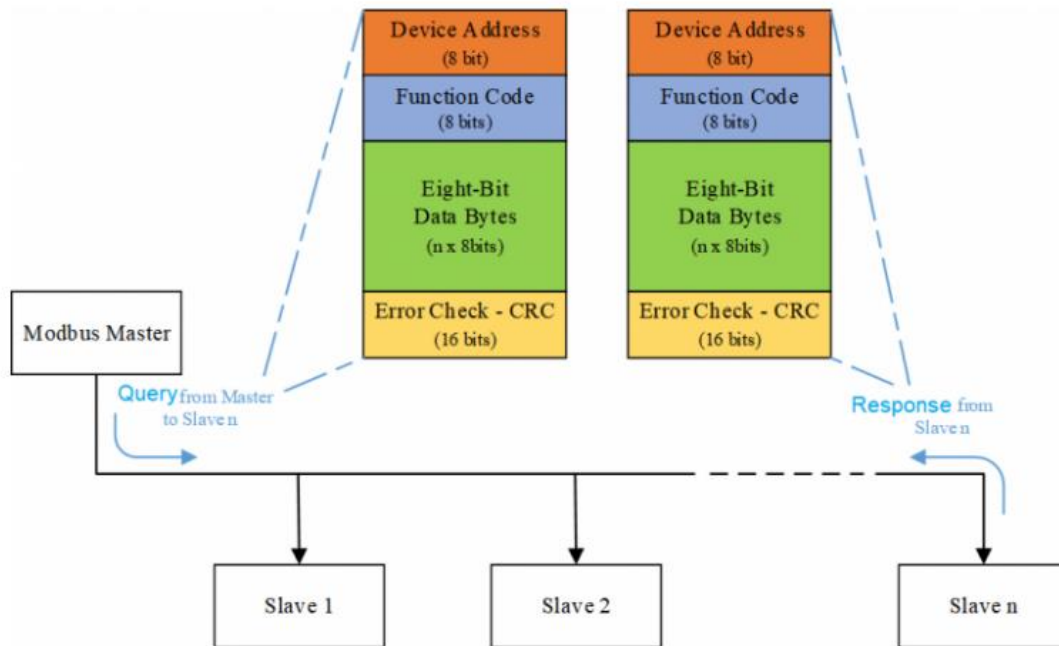 Device Address
(8 bit)
Function Code
(8 bits)
Eight-Bit
Data Bytes
(n x 8bits)
Error Check - CRC
(16 bits)
Device Address
(8 bit)
Function Code
(8 bits)
Eight-Bit
Data Bytes
(n x 8bits)
Error Check - CRC
(16 bits)
Modbus Master
Query from Master
to Slave n
Response from
Slave n
Slave 1
Slave 2
Slave n